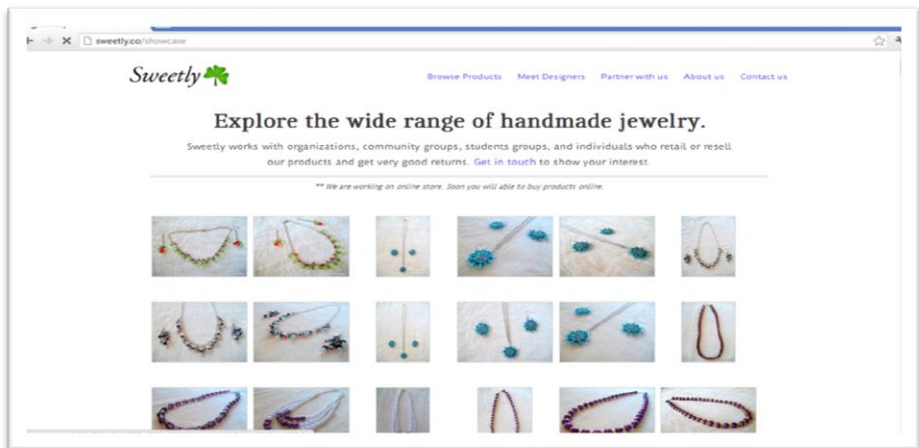 sweetly.co/showcase
Sweetly
Browse Products Meet Designers Partner with us About us Contact us
Explore the wide range of handmade jewelry.
Sweetly works with organizations, community groups, students groups, and individuals who retail or resell
our products and get very good returns. Get in touch to show your interest.
** We are working on online store. Soon you will able to buy products online.